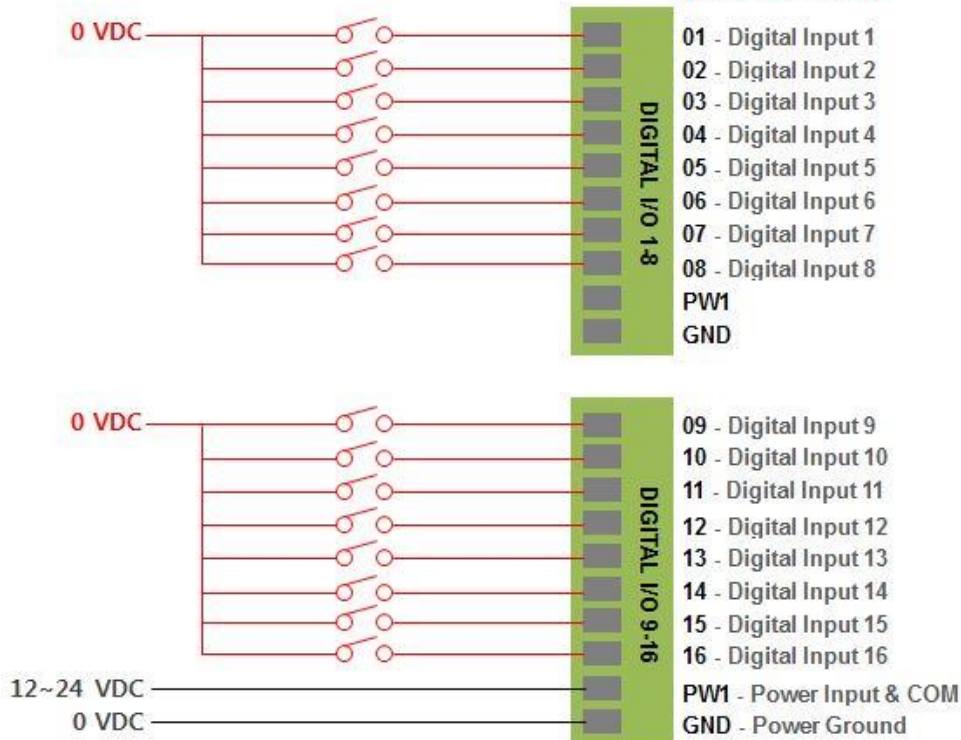 0 VDC
DIGITAL I/O 1-8
01 - Digital Input 1
02 - Digital Input 2
03 - Digital Input 3
04 - Digital Input 4
05 - Digital Input 5
06 - Digital Input 6
07 - Digital Input 7
08 - Digital Input 8
PW1
GND
0 VDC
DIGITAL I/O 9-16
09 - Digital Input 9
10 - Digital Input 10
11 - Digital Input 11
12 - Digital Input 12
13 - Digital Input 13
14 - Digital Input 14
15 - Digital Input 15
16 - Digital Input 16
12~24 VDC
PW1 - Power Input & COM
0 VDC
GND - Power Ground